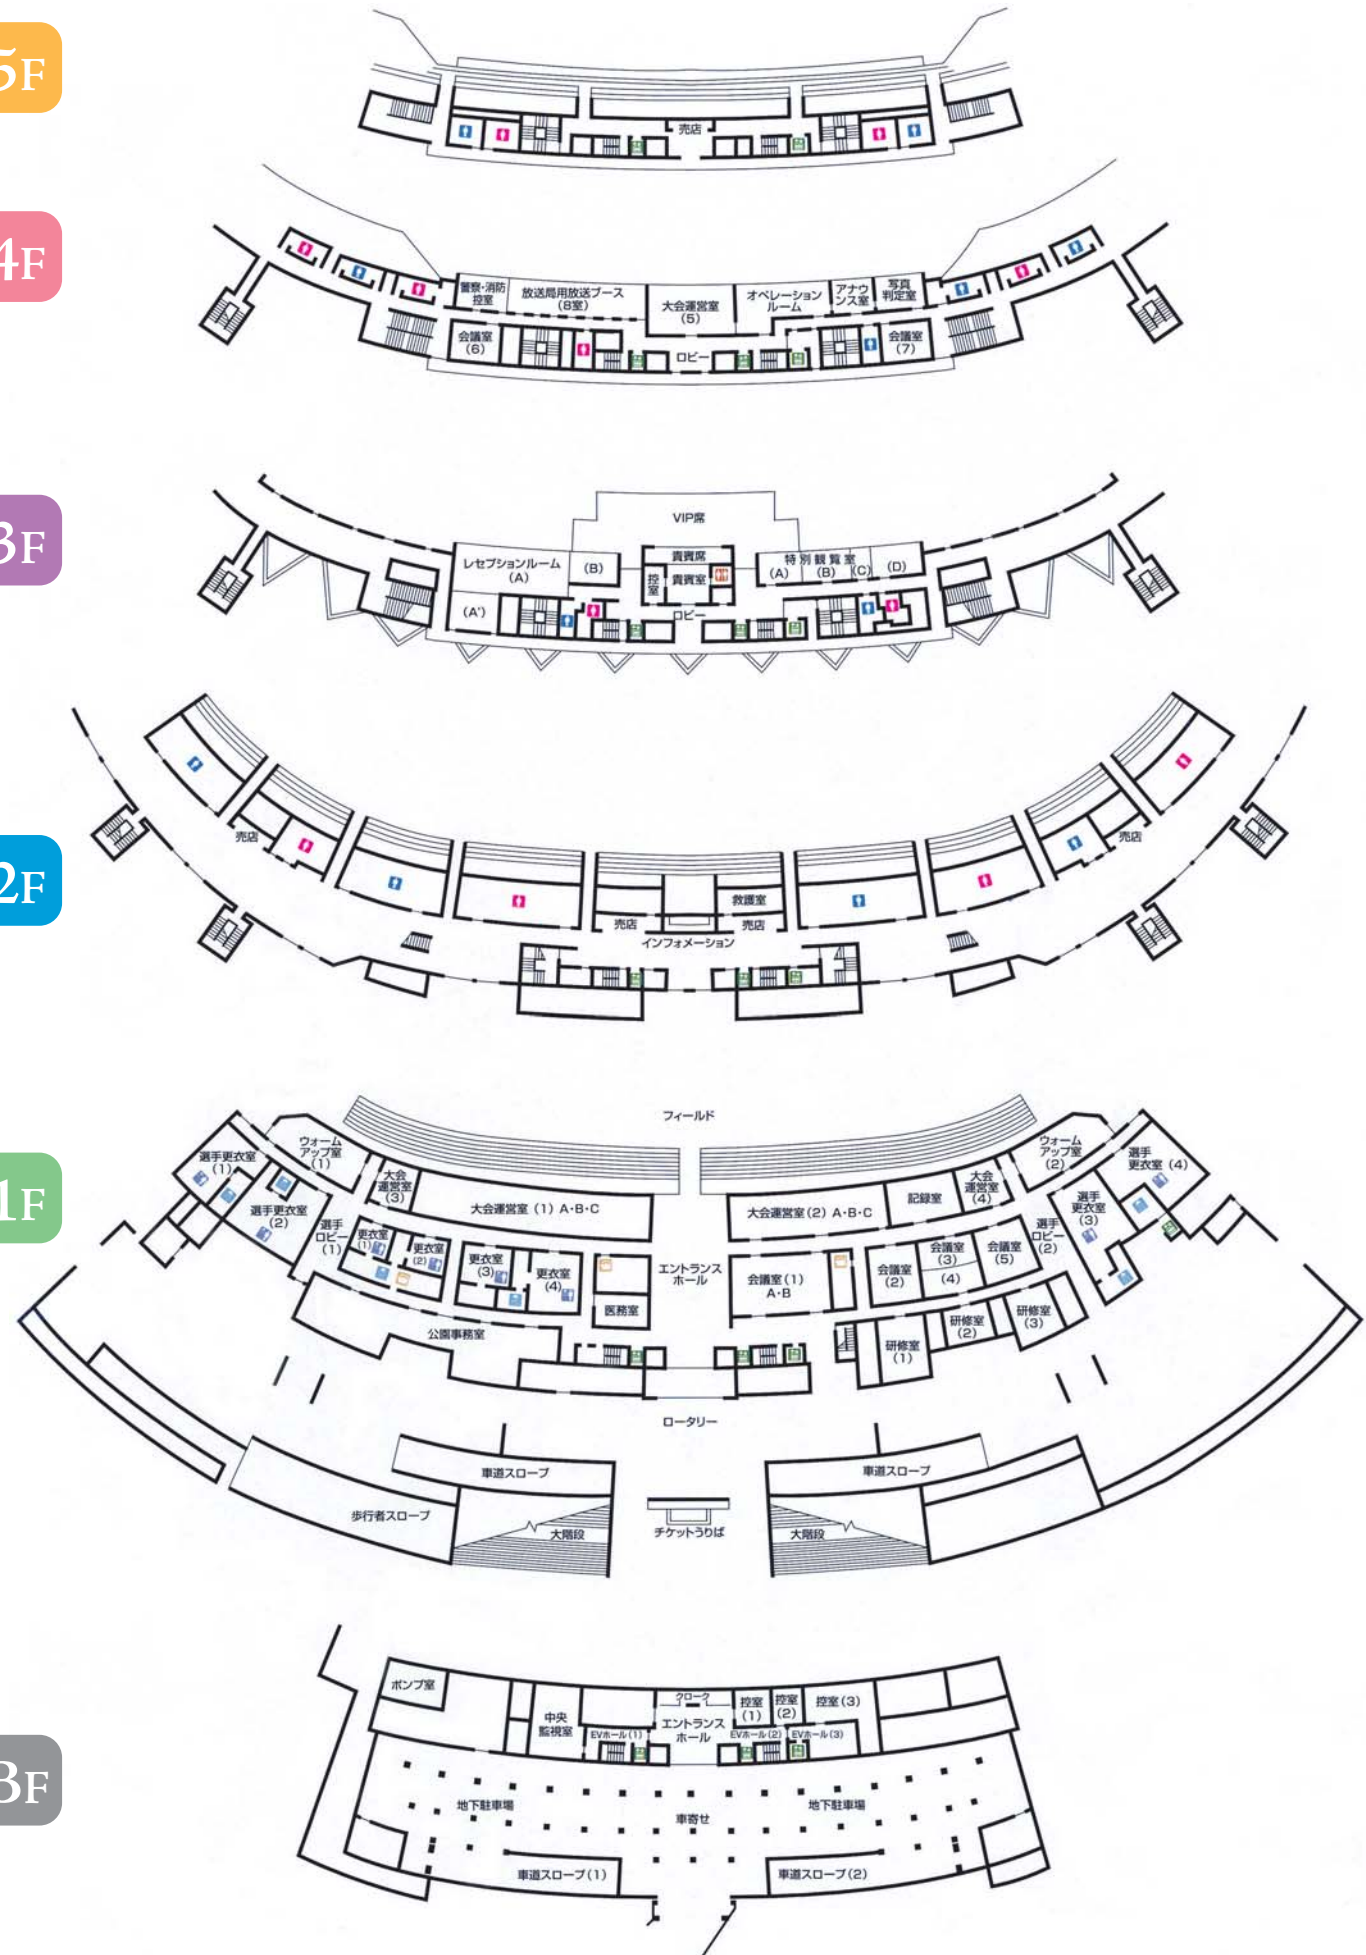 5F
売店
4F
警察・消防
控室
放送局用放送ブース
(8室)
大会運営室
(5)
オペレーション
ルーム
アナウ
ンス室
写真
判定室
会議室
(6)
ロビー
会議室
(7)
3F
VIP席
レセプションルーム
(A)
(B)
貴賓席
控室
貴賓室
特別観覧室
(A)
(B)
(C)
(D)
(A')
ロビー
2F
売店
売店
救護室
売店
売店
インフォメーション
1F
フィールド
選手更衣室
(1)
ウォーム
アップ室
(1)
大会
運営室
(3)
大会運営室(1)A・B・C
大会運営室(2)A・B・C
記録室
大会
運営室
(4)
ウォーム
アップ室
(2)
選手
更衣室(4)
選手更衣室
(2)
選手
ロビー
(1)
更衣室
(1)
更衣室
(2)
更衣室
(3)
更衣室
(4)
エントランス
ホール
会議室(1)
A・B
会議室
(2)
会議室
(3)
(4)
会議室
(5)
選手
ロビー
(2)
選手
更衣室
(3)
医務室
公園事務室
研修室
(1)
研修室
(2)
研修室
(3)
ロータリー
車道スロープ
車道スロープ
歩行者スロープ
大階段
チケットうりば
大階段
ポンプ室
中央
監視室
クローク
エントランス
ホール
控室
(1)
控室
(2)
控室(3)
EVホール(1)
EVホール(2)
EVホール(3)
BF
地下駐車場
車寄せ
地下駐車場
車道スロープ(1)
車道スロープ(2)